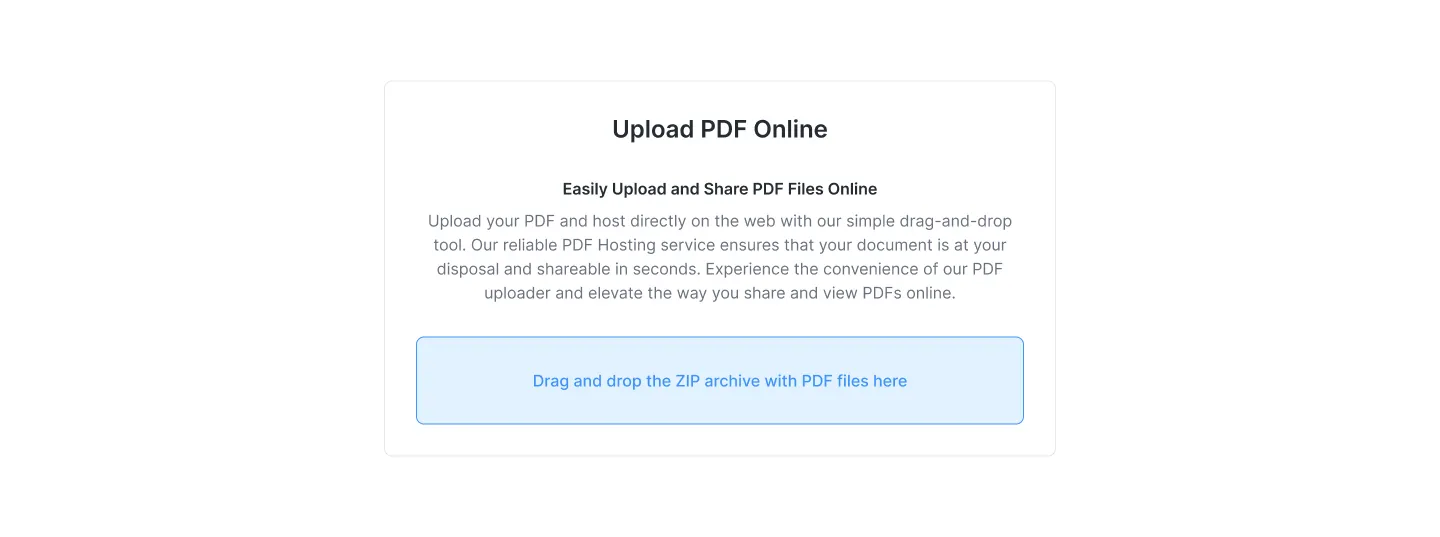 Upload PDF Online
Easily Upload and Share PDF Files Online
Upload your PDF and host directly on the web with our simple drag-and-drop
tool. Our reliable PDF Hosting service ensures that your document is at your
disposal and shareable in seconds. Experience the convenience of our PDF
uploader and elevate the way you share and view PDFs online.
Drag and drop the ZIP archive with PDF files here